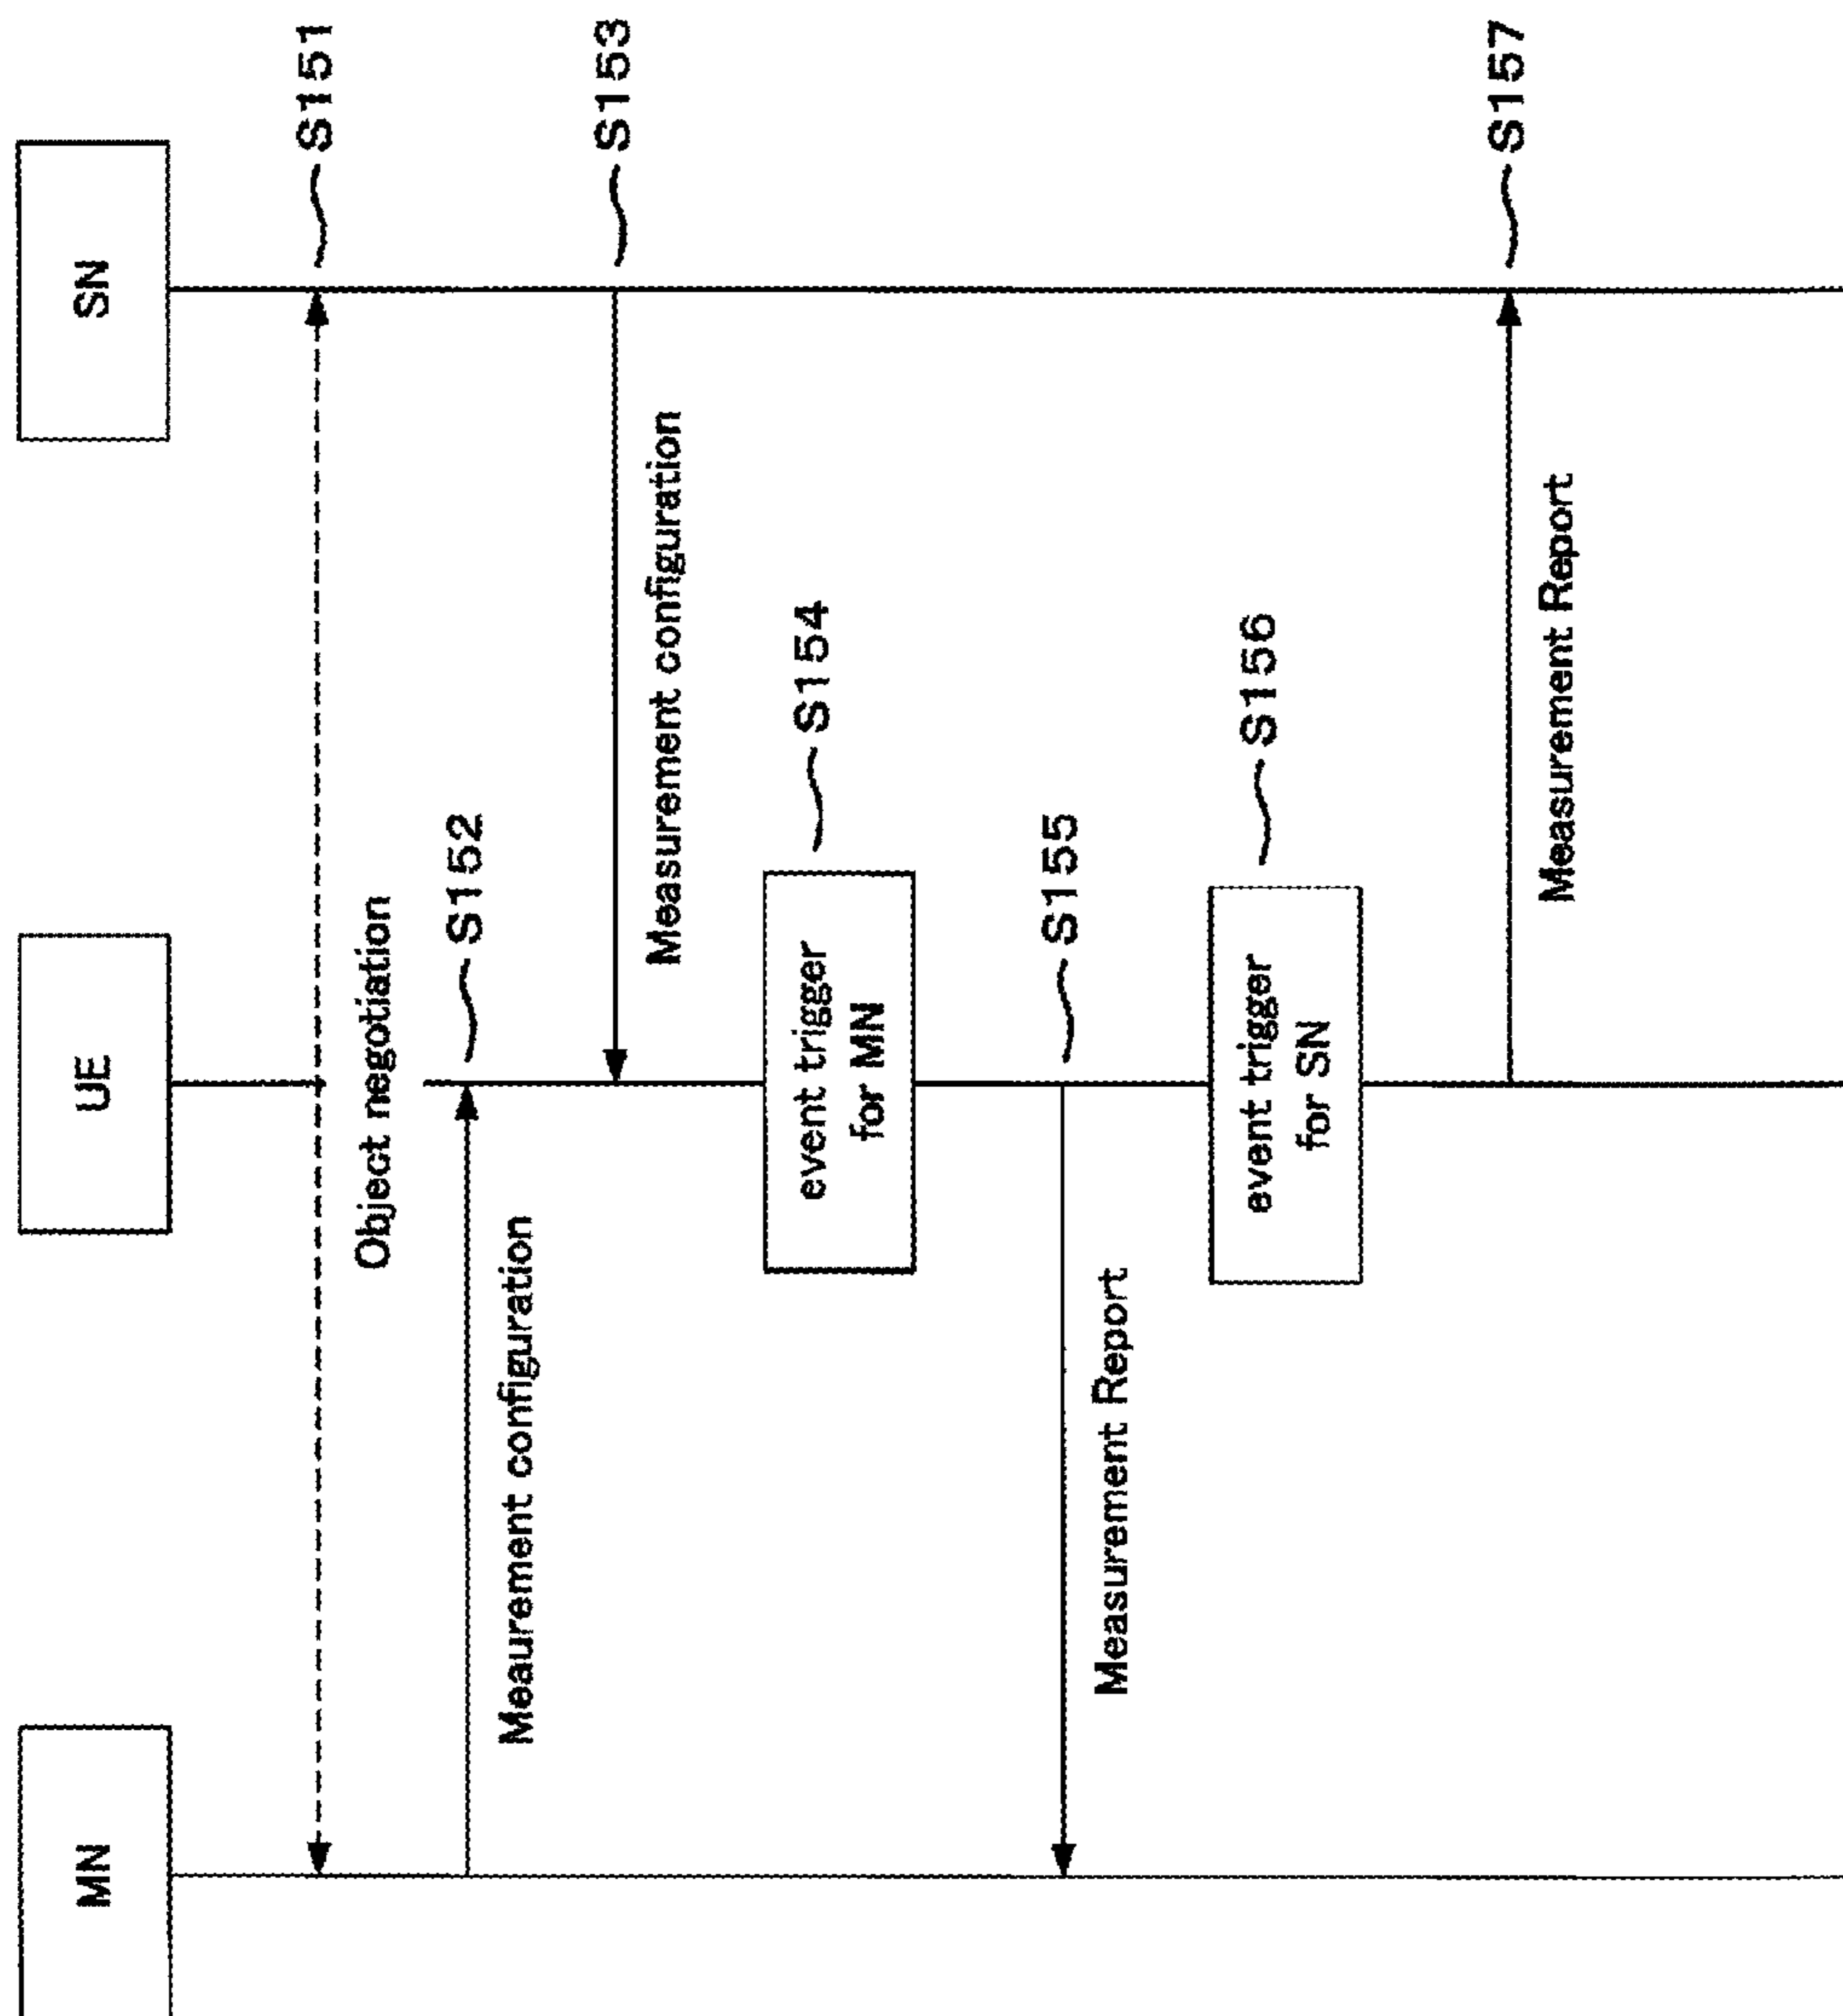 MN
UE
SN
S151
Object negotiation
S152
Meaurement configuration
S153
Measurement configuration
event trigger
for MN
S154
S155
Measurement Report
event trigger
for SN
S156
S157
Measurement Report